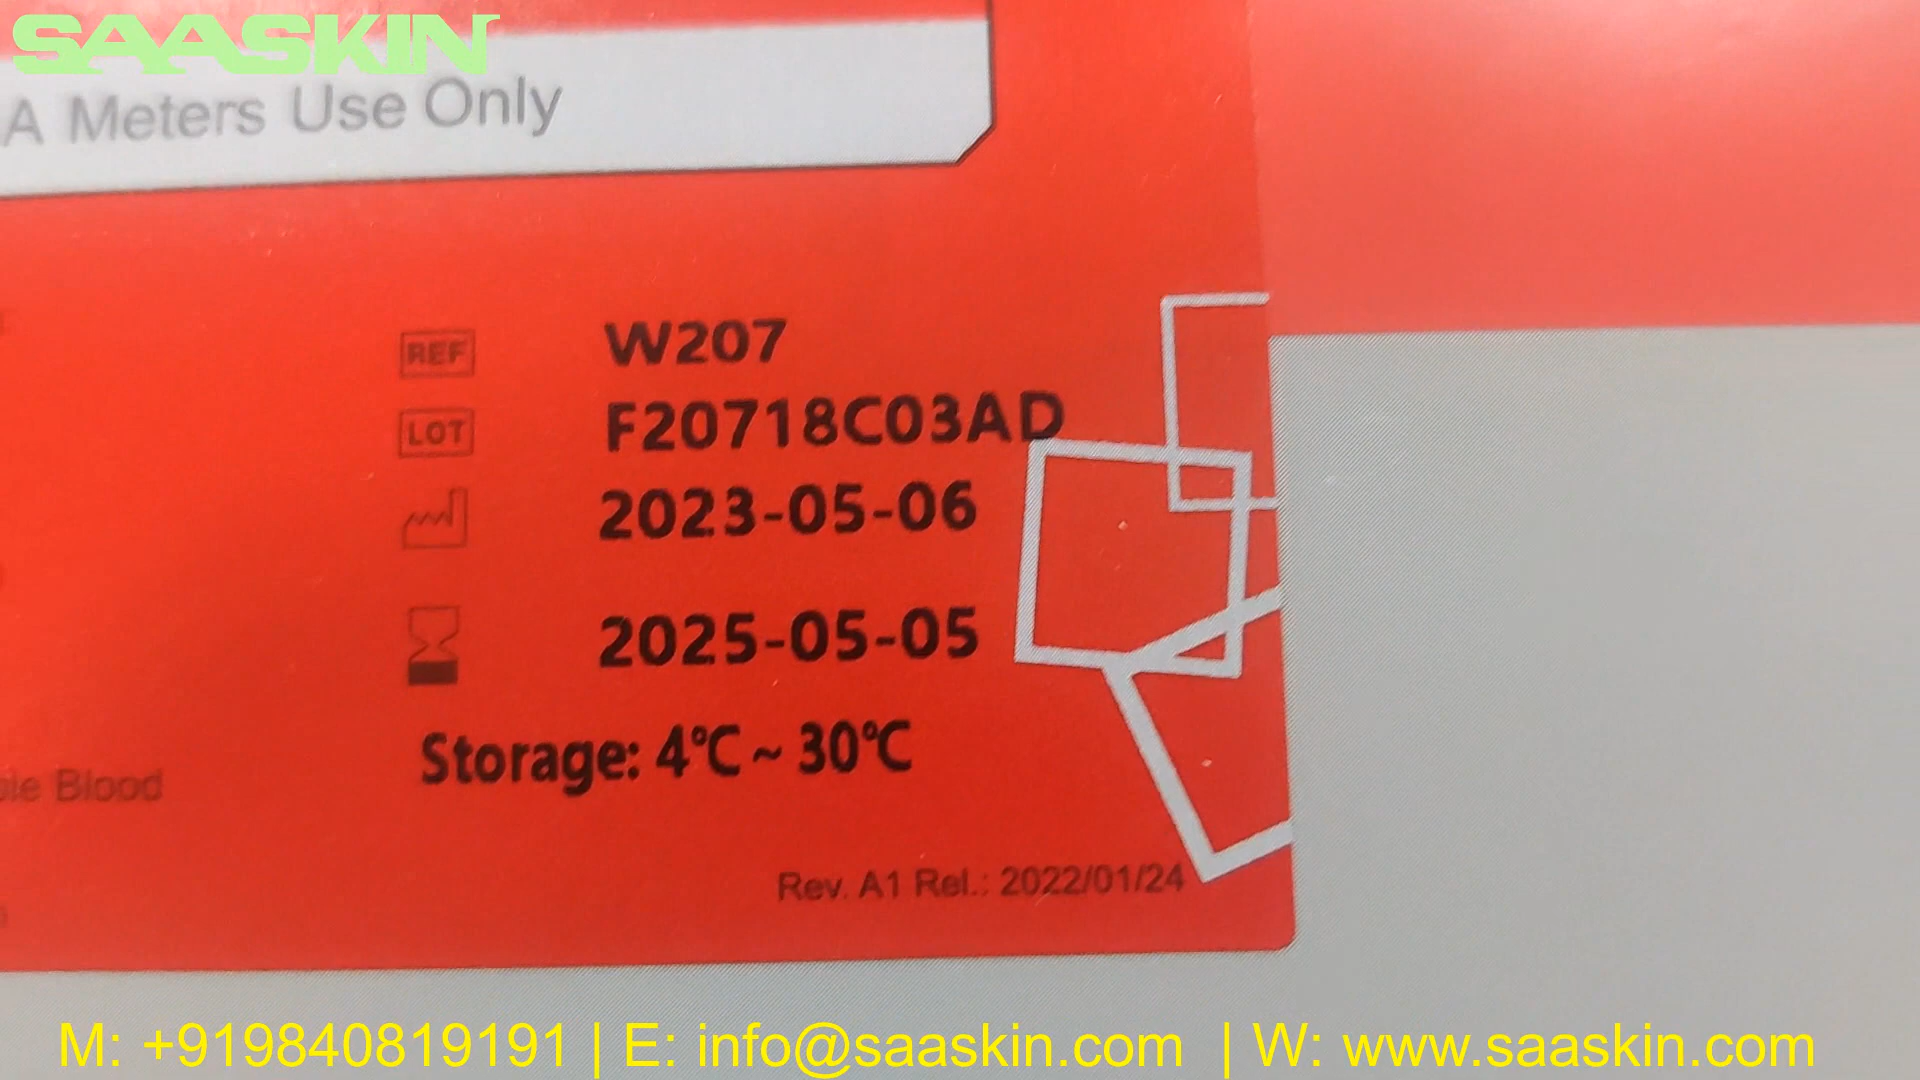 SAASKIN
A Meters Use Only
REF W207
LOT F20718C03AD
2023-05-06
2025-05-05
Storage: 4℃ ~ 30℃
Blood
Rev. A1 Rel.: 2022/01/24
M: +919840819191 | E: info@saaskin.com | W: www.saaskin.com